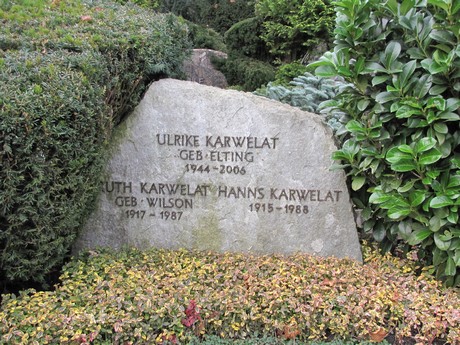 ULRIKE KARWELAT
GEB· ELTING
1944-2006
RUTH KARWELAT HANNS KARWELAT
GEB · WILSON 1915-1988
1917-1987